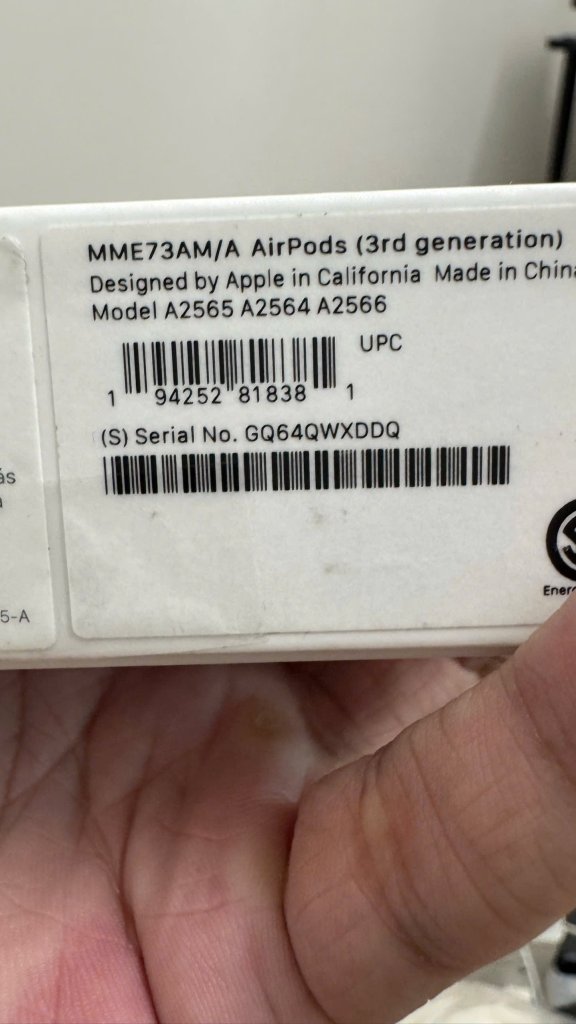 MME73AM/A AirPods (3rd generation)
Designed by Apple in California Made in China
Model A2565 A2564 A2566
UPC
1 94252 81838 1
(S) Serial No. GQ64QWXDDQ
5-A